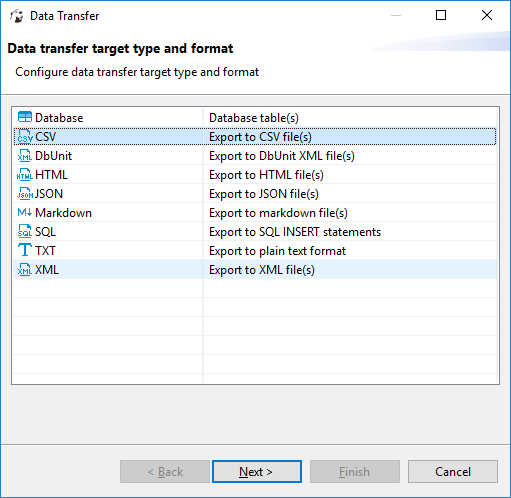 Data Transfer
Data transfer target type and format
Configure data transfer target type and format
Database Database table(s)
CSV Export to CSV file(s)
DbUnit Export to DbUnit XML file(s)
HTML Export to HTML file(s)
JSON Export to JSON file(s)
Markdown Export to markdown file(s)
SQL Export to SQL INSERT statements
TXT Export to plain text format
XML Export to XML file(s)
< Back Next > Finish Cancel